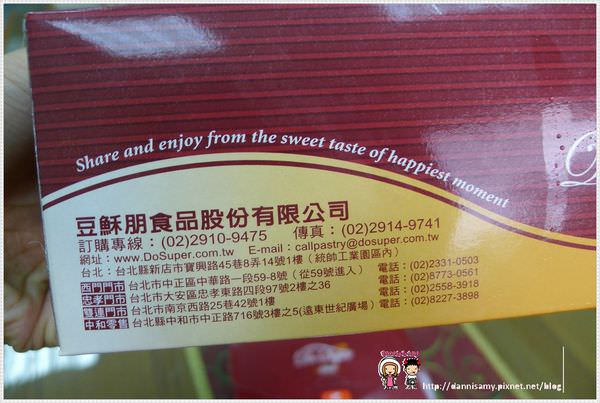 Share and enjoy from the sweet taste of happiest moment
豆穌朋食品股份有限公司
訂購專線：(02)2910-9475 傳真：(02)2914-9741
網址：www.DoSuper.com.tw E-mail：callpastry@dosuper.com.tw
台北：台北縣新店市寶興路45巷8弄14號1樓（統帥工業園區內）
西門門市 台北市中正區中華路一段59-8號（從59號進入） 電話：(02)2331-0503
忠孝門市 台北市大安區忠孝東路四段97號2樓之36 電話：(02)8773-0561
雙連門市 台北市南京西路25巷42號1樓 電話：(02)2558-3918
中和零售 台北縣中和市中正路716號3樓之5(遠東世紀廣場) 電話：(02)8227-3898
http://dannisamy.pixnet.net/blog